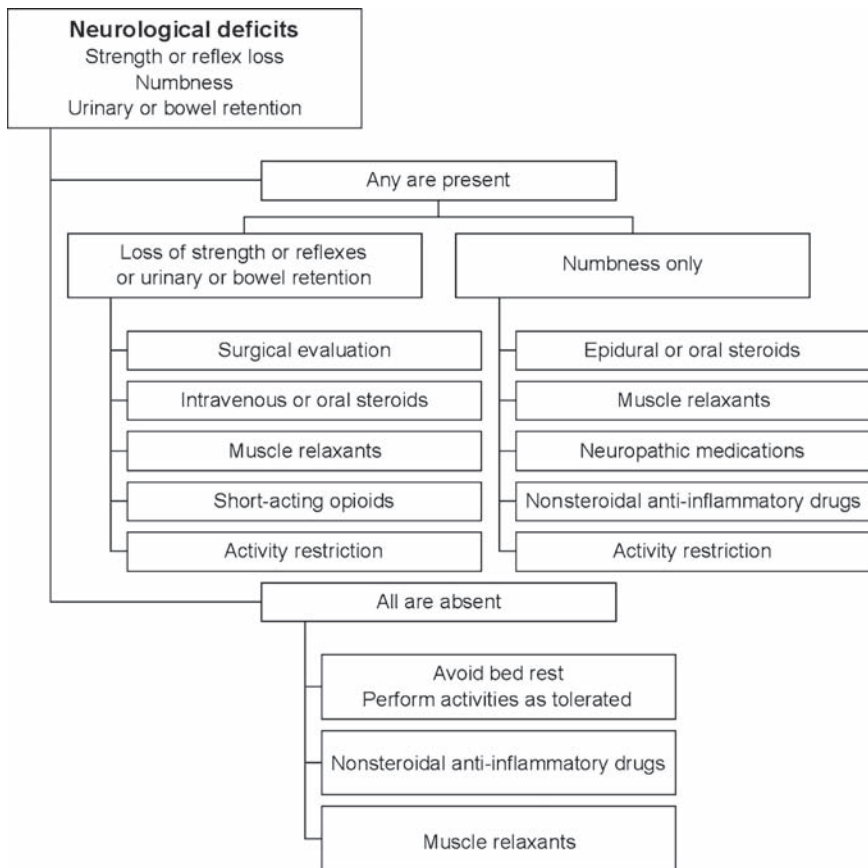 Neurological deficits
Strength or reflex loss
Numbness
Urinary or bowel retention
Any are present
Loss of strength or reflexes
or urinary or bowel retention
Surgical evaluation
Intravenous or oral steroids
Muscle relaxants
Short-acting opioids
Activity restriction
Numbness only
Epidural or oral steroids
Muscle relaxants
Neuropathic medications
Nonsteroidal anti-inflammatory drugs
Activity restriction
All are absent
Avoid bed rest
Perform activities as tolerated
Nonsteroidal anti-inflammatory drugs
Muscle relaxants